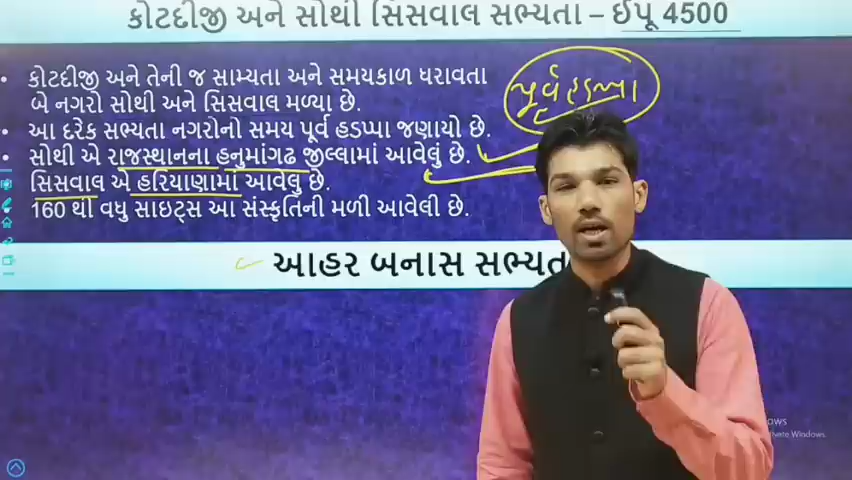 કોટદીજી અને સોથી સિસવાલ સભ્યતા – ઈપૂ 4500
• કોટદીજી અને તેની જ સામ્યતા અને સમયકાળ ધરાવતા
બે નગરો સોથી અને સિસવાલ મળ્યા છે.
• આ દરેક સભ્યતા નગરોનો સમય પૂર્વ હડપ્પા જણાયો છે.
• સોથી એ રાજસ્થાનના હનુમાંગઢ જીલ્લામાં આવેલું છે.
સિસવાલ એ હરિયાણામાં આવેલુ છે.
160 થી વધુ સાઇટ્સ આ સંસ્કૃતિની મળી આવેલી છે.
પૂર્વ હડપ્પા
આહર બનાસ સભ્યતા